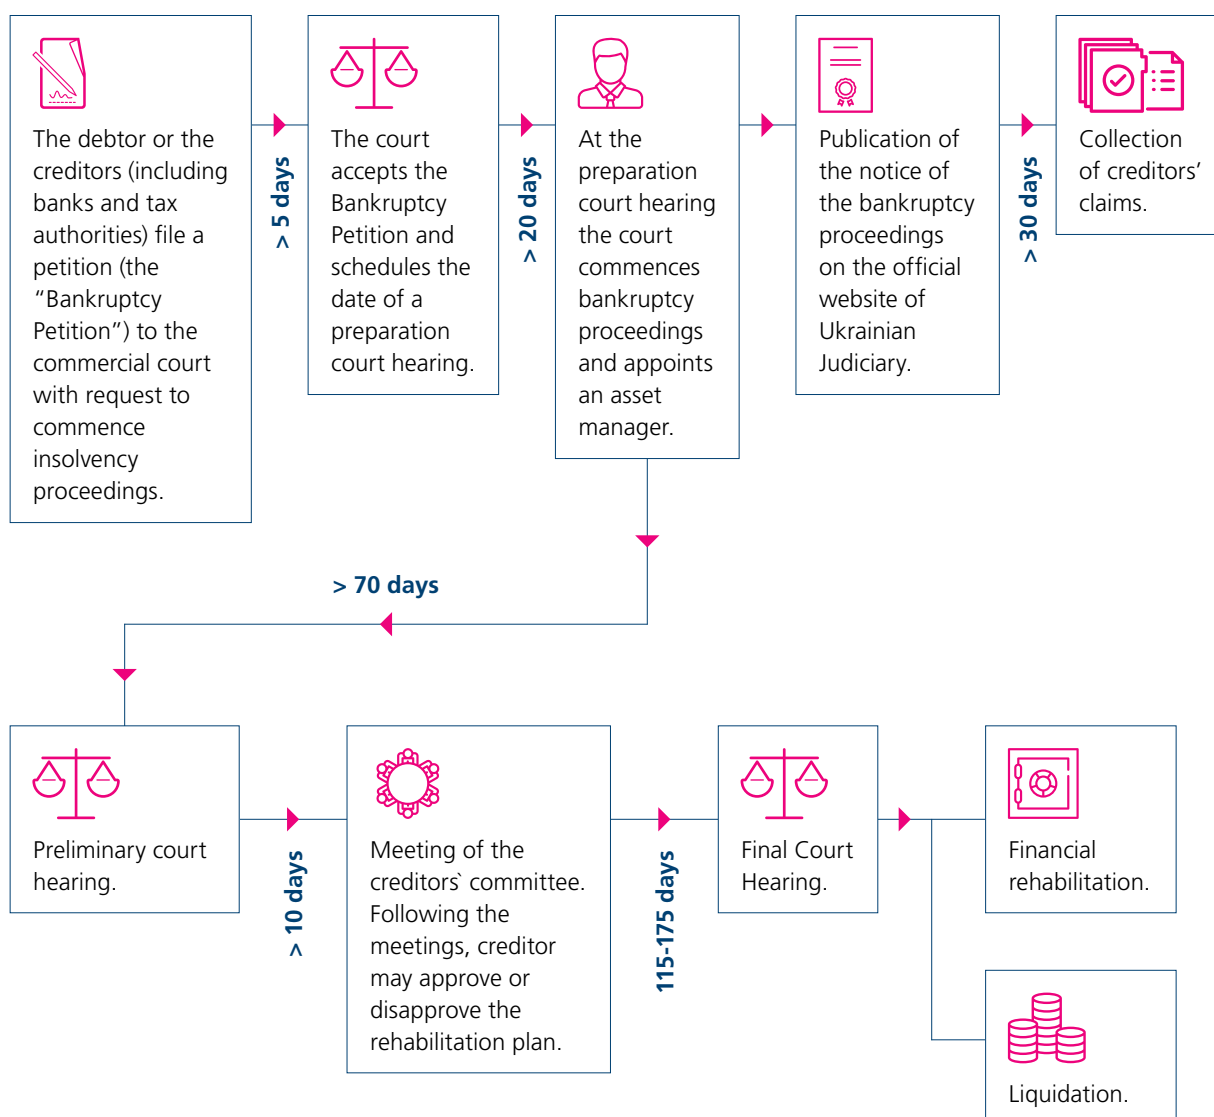 The debtor or the
creditors (including
banks and tax
authorities) file a
petition (the
“Bankruptcy
Petition”) to the
commercial court
with request to
commence
insolvency
proceedings.
> 5 days
The court
accepts the
Bankruptcy
Petition and
schedules the
date of a
preparation
court hearing.
> 20 days
At the
preparation
court hearing
the court
commences
bankruptcy
proceedings
and appoints
an asset
manager.
Publication of
the notice of
the bankruptcy
proceedings
on the official
website of
Ukrainian
Judiciary.
> 30 days
Collection
of creditors’
claims.
> 70 days
Preliminary court
hearing.
> 10 days
Meeting of the
creditors` committee.
Following the
meetings, creditor
may approve or
disapprove the
rehabilitation plan.
115-175 days
Final Court
Hearing.
Financial
rehabilitation.
Liquidation.